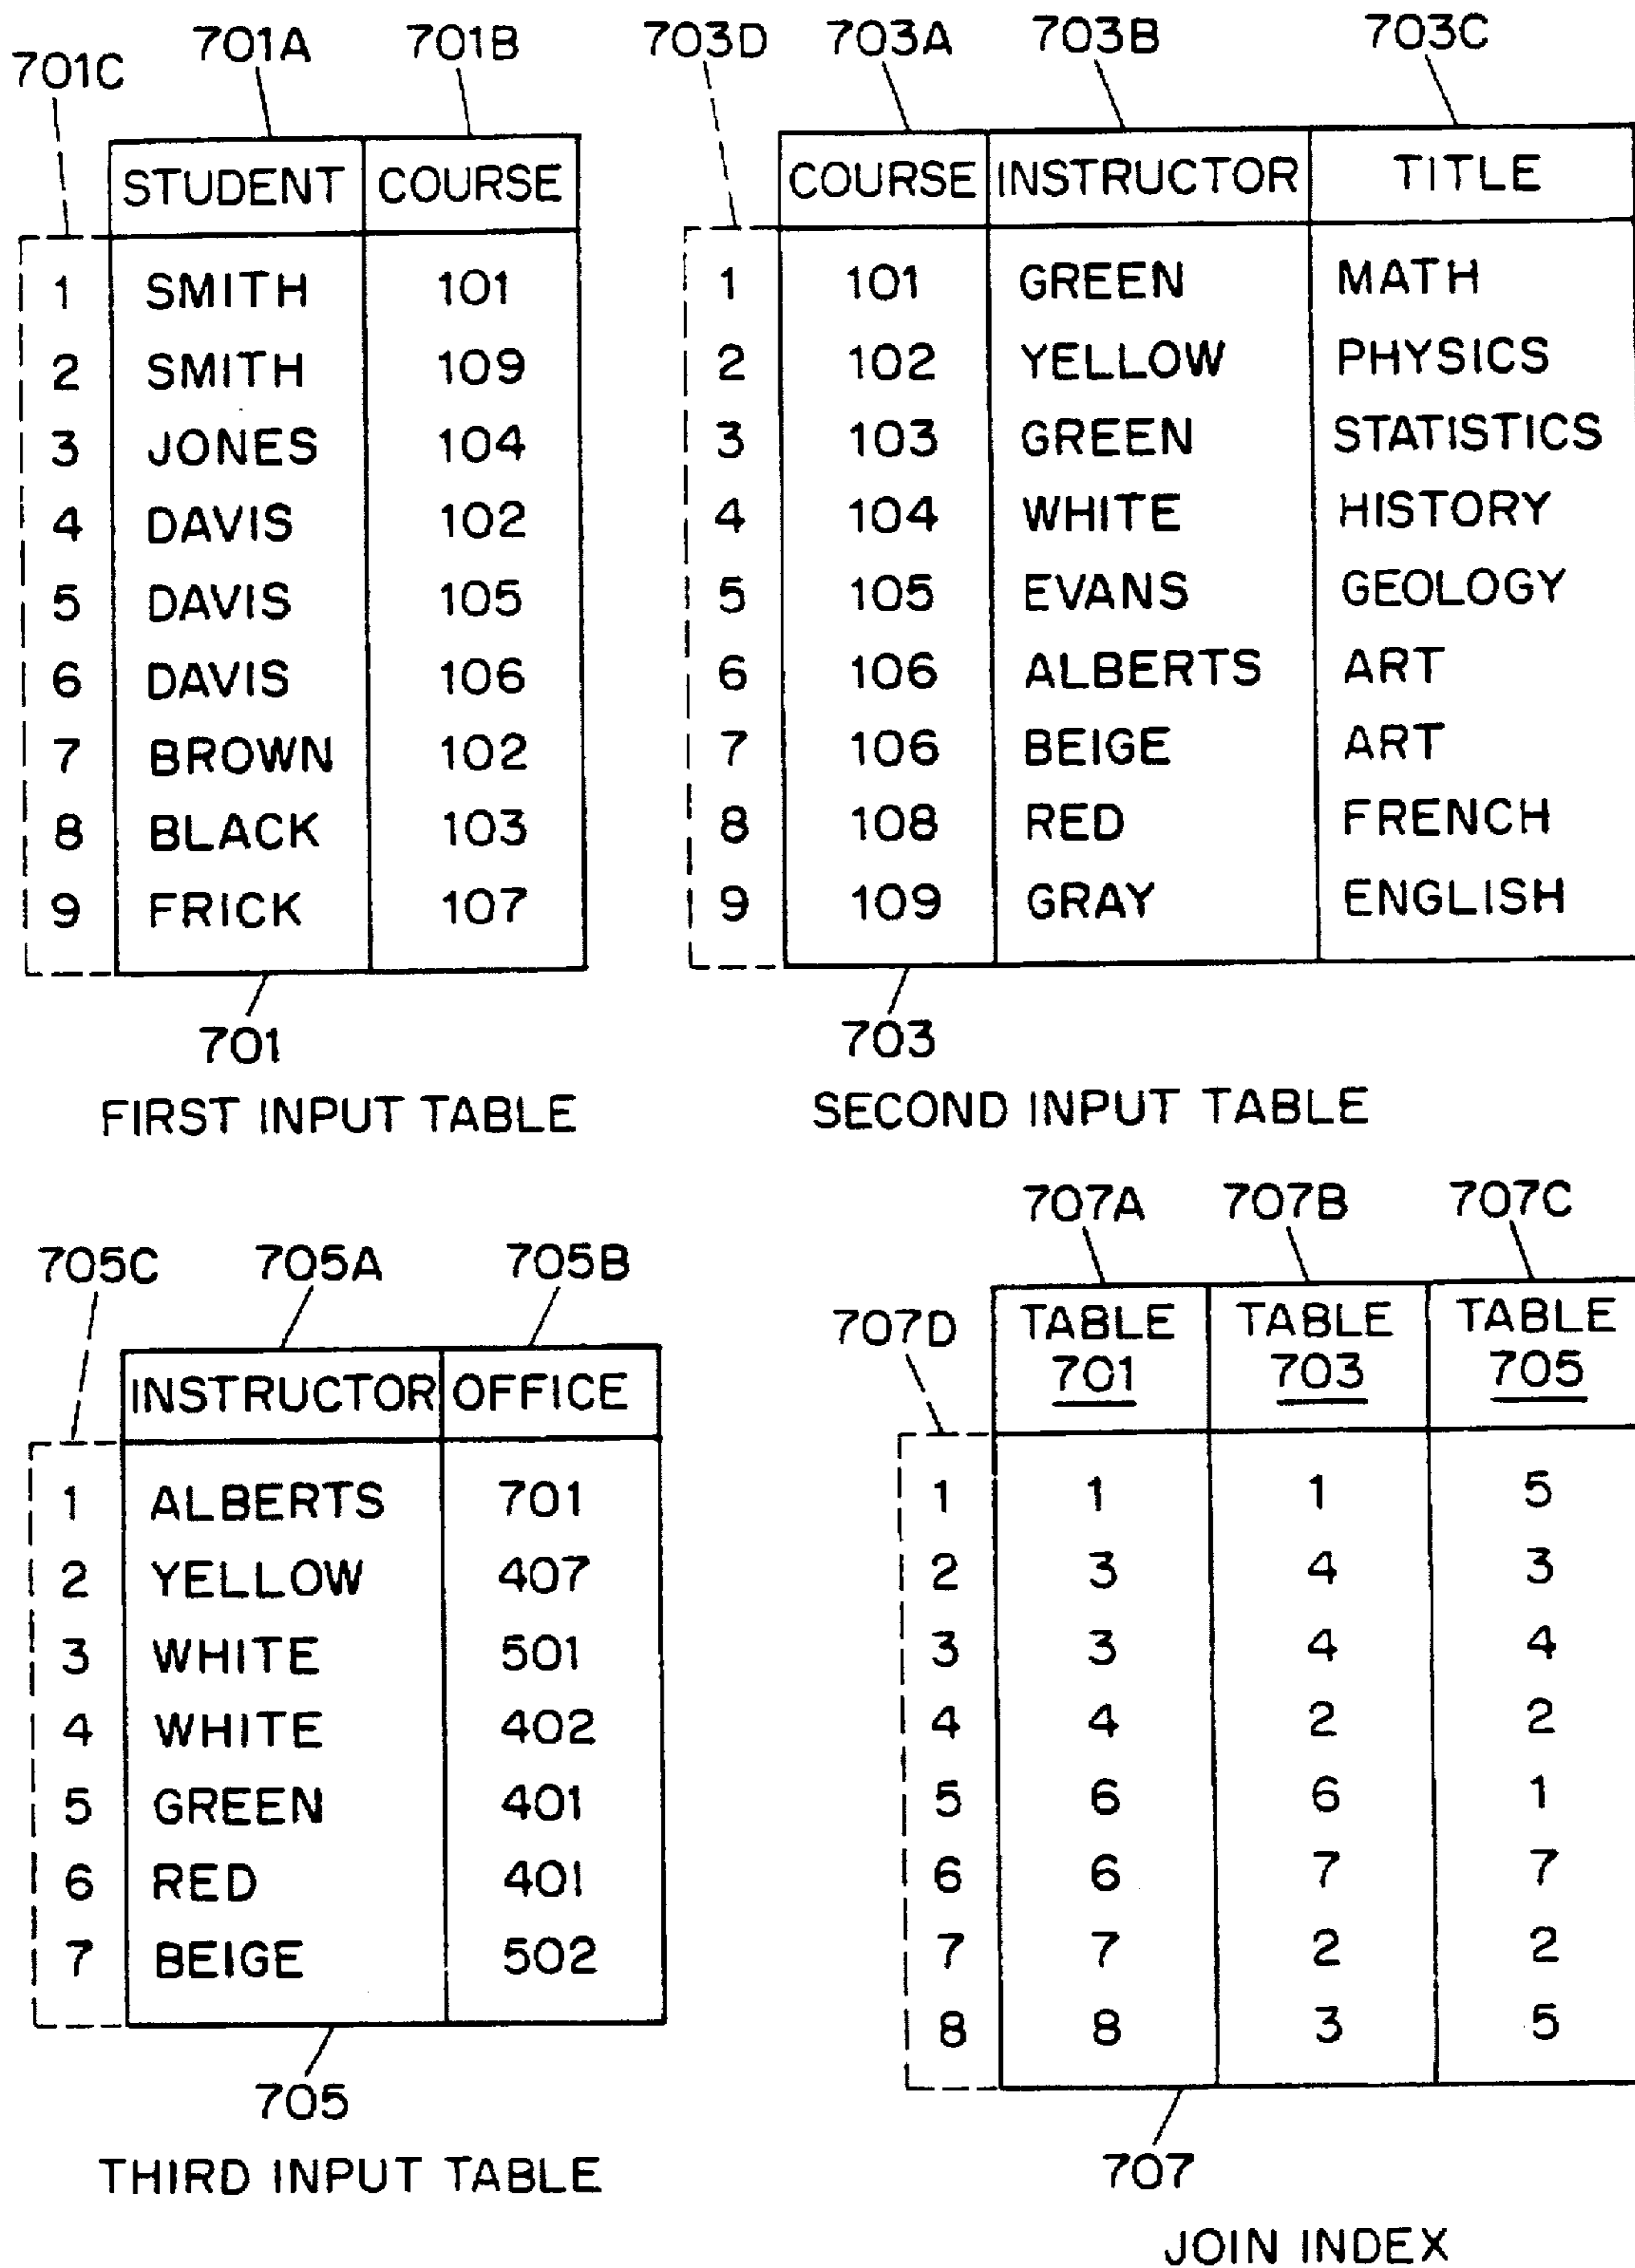 701C 701A 701B
STUDENT COURSE
1 SMITH 101
2 SMITH 109
3 JONES 104
4 DAVIS 102
5 DAVIS 105
6 DAVIS 106
7 BROWN 102
8 BLACK 103
9 FRICK 107
701
FIRST INPUT TABLE
703D 703A 703B 703C
COURSE INSTRUCTOR TITLE
1 101 GREEN MATH
2 102 YELLOW PHYSICS
3 103 GREEN STATISTICS
4 104 WHITE HISTORY
5 105 EVANS GEOLOGY
6 106 ALBERTS ART
7 106 BEIGE ART
8 108 RED FRENCH
9 109 GRAY ENGLISH
703
SECOND INPUT TABLE
705C 705A 705B
INSTRUCTOR OFFICE
1 ALBERTS 701
2 YELLOW 407
3 WHITE 501
4 WHITE 402
5 GREEN 401
6 RED 401
7 BEIGE 502
705
THIRD INPUT TABLE
707A 707B 707C
707D TABLE TABLE TABLE
701 703 705
1 1 1 5
2 3 4 3
3 3 4 4
4 4 2 2
5 6 6 1
6 6 7 7
7 7 2 2
8 8 3 5
707
JOIN INDEX